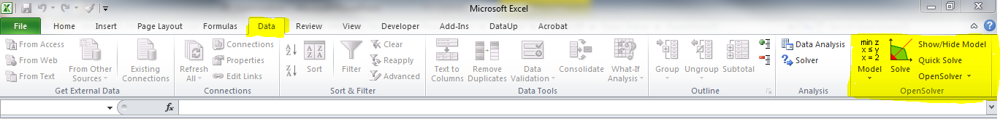 Microsoft Excel
File Home Insert Page Layout Formulas Data Review View Developer Add-Ins DataUp Acrobat
From Access
From Web
From Text
From Other
Sources
Existing
Connections
Get External Data
Refresh
All
Connections
Properties
Edit Links
Connections
A
Z
Z
A
A Z
Z A
Sort
Filter
Clear
Reapply
Advanced
Sort & Filter
Text to
Columns
Remove
Duplicates
Data
Validation
Consolidate
What-If
Analysis
Data Tools
Group
Ungroup
Subtotal
Outline
Data Analysis
Solver
Analysis
min z
x ≤ y
x = 2
Model
Solve
Show/Hide Model
Quick Solve
OpenSolver
OpenSolver
fx